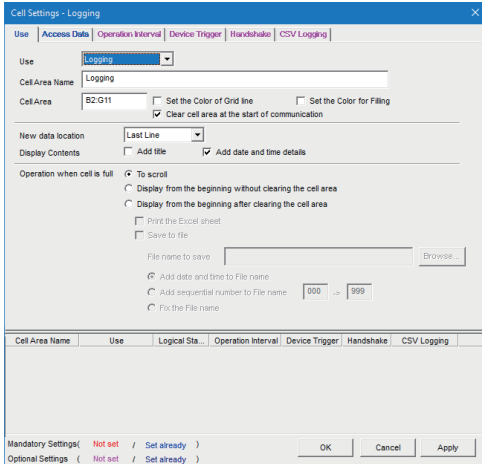 Cell Settings - Logging
Use Access Data Operation Interval Device Trigger Handshake CSV Logging
Use Logging
Cell Area Name Logging
Cell Area B2:G11 Set the Color of Grid line Set the Color for Filling
Clear cell area at the start of communication
New data location Last Line
Display Contents Add title Add date and time details
Operation when cell is full To scroll
Display from the beginning without clearing the cell area
Display from the beginning after clearing the cell area
Print the Excel sheet
Save to file
File name to save Browse...
Add date and time to File name
Add sequential number to File name 000 -> 999
Fix the File name
Cell Area Name Use Logical Sta... Operation Interval Device Trigger Handshake CSV Logging
Mandatory Settings( Not set / Set already )
Optional Settings ( Not set / Set already )
OK Cancel Apply